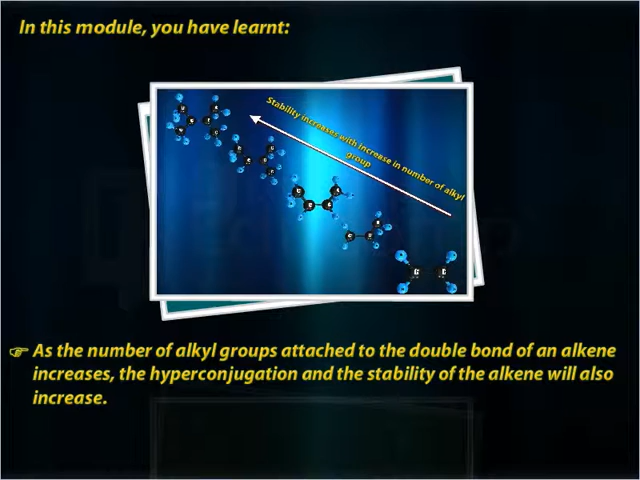 In this module, you have learnt:
Stability increases with increase in number of alkyl
group
☞ As the number of alkyl groups attached to the double bond of an alkene
increases, the hyperconjugation and the stability of the alkene will also
increase.